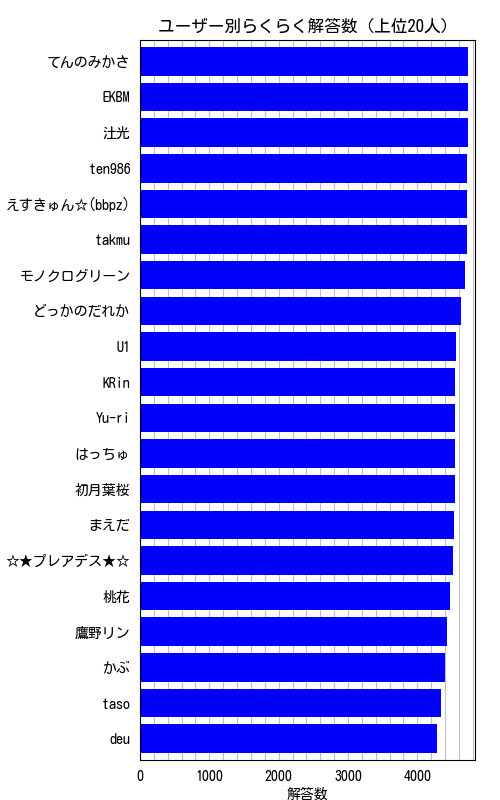 ユーザー別らくらく解答数（上位20人）
てんのみかさ
EKBM
汢光
ten986
えすきゅん☆(bbpz)
takmu
モノクログリーン
どっかのだれか
U1
KRin
Yu-ri
はっちゅ
初月葉桜
まえだ
☆★プレアデス★☆
桃花
鷹野リン
かぶ
taso
deu
0 1000 2000 3000 4000
解答数